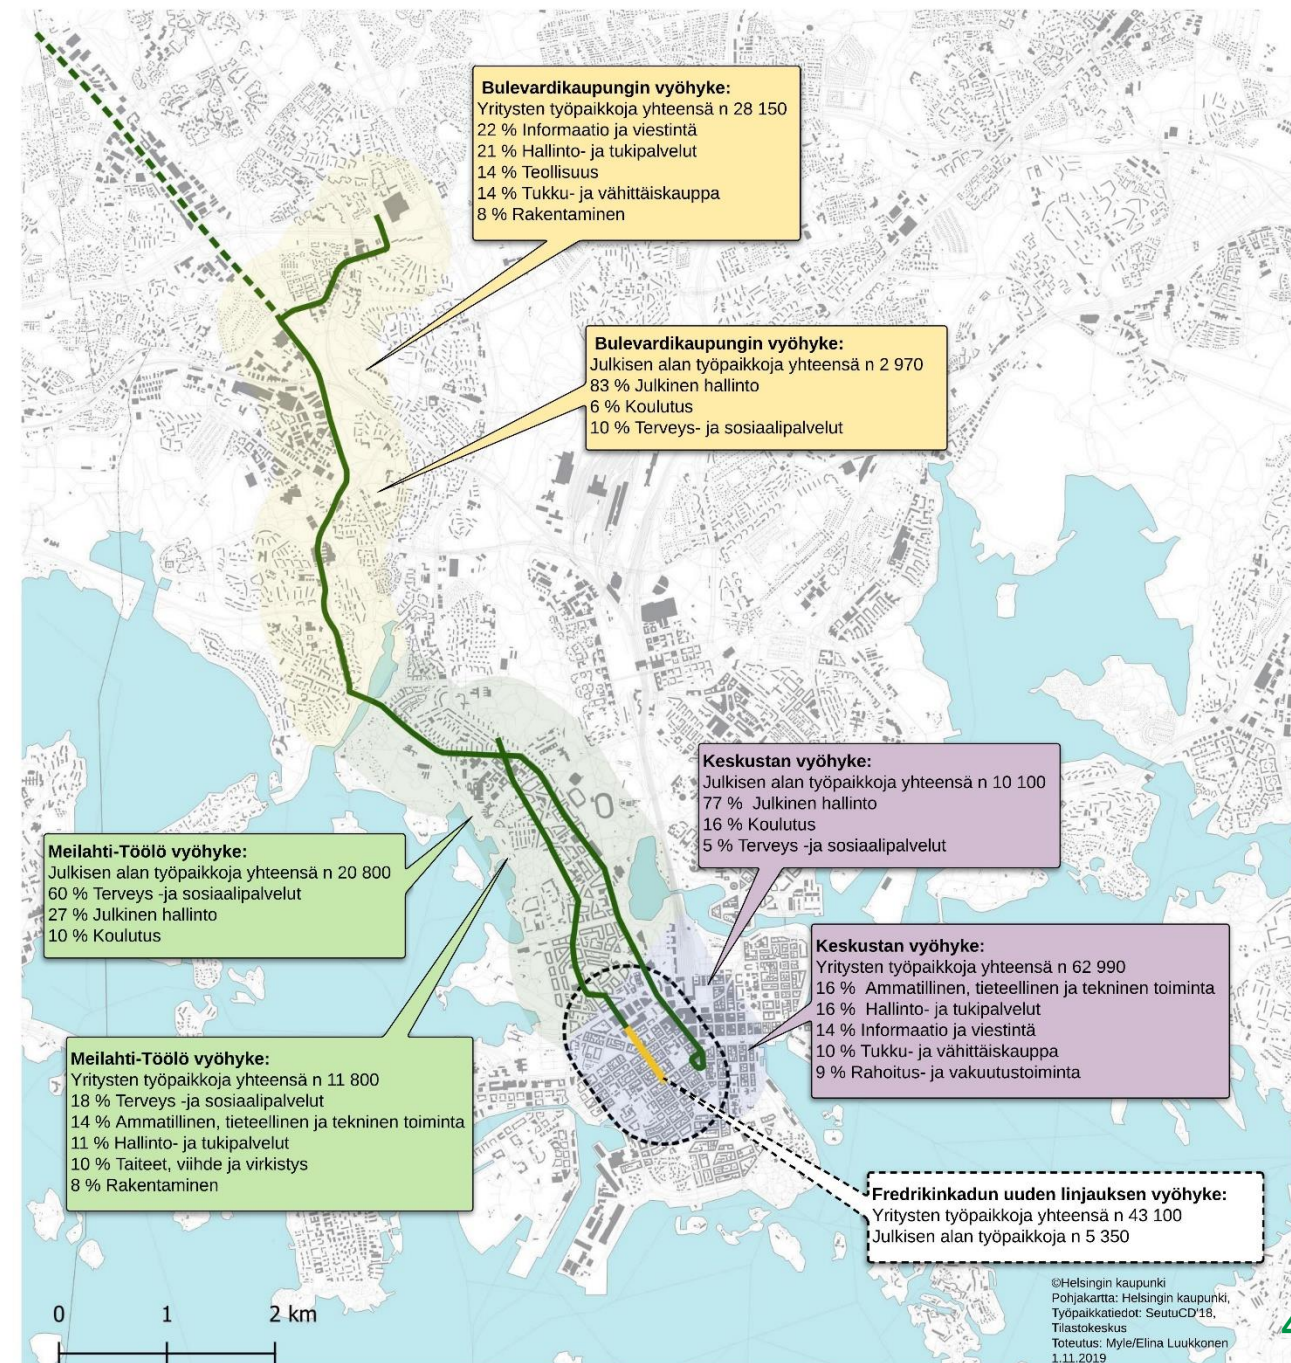 Bulevardikaupungin vyöhyke:
Yritysten työpaikkoja yhteensä n 28 150
22 % Informaatio ja viestintä
21 % Hallinto- ja tukipalvelut
14 % Teollisuus
14 % Tukku- ja vähittäiskauppa
8 % Rakentaminen
Bulevardikaupungin vyöhyke:
Julkisen alan työpaikkoja yhteensä n 2 970
83 % Julkinen hallinto
6 % Koulutus
10 % Terveys- ja sosiaalipalvelut
Keskustan vyöhyke:
Julkisen alan työpaikkoja yhteensä n 10 100
77 % Julkinen hallinto
16 % Koulutus
5 % Terveys -ja sosiaalipalvelut
Meilahti-Töölö vyöhyke:
Julkisen alan työpaikkoja yhteensä n 20 800
60 % Terveys -ja sosiaalipalvelut
27 % Julkinen hallinto
10 % Koulutus
Keskustan vyöhyke:
Yritysten työpaikkoja yhteensä n 62 990
16 % Ammatillinen, tieteellinen ja tekninen toiminta
16 % Hallinto- ja tukipalvelut
14 % Informaatio ja viestintä
10 % Tukku- ja vähittäiskauppa
9 % Rahoitus- ja vakuutustoiminta
Meilahti-Töölö vyöhyke:
Yritysten työpaikkoja yhteensä n 11 800
18 % Terveys -ja sosiaalipalvelut
14 % Ammatillinen, tieteellinen ja tekninen toiminta
11 % Hallinto- ja tukipalvelut
10 % Taiteet, viihde ja virkistys
8 % Rakentaminen
Fredrikinkadun uuden linjauksen vyöhyke:
Yritysten työpaikkoja yhteensä n 43 100
Julkisen alan työpaikkoja n 5 350
©Helsingin kaupunki
Pohjakartta: Helsingin kaupunki,
Työpaikkatiedot: SeutuCD'18,
Tilastokeskus
Toteutus: Myle/Elina Luukkonen
1.11.2019
0 1 2 km